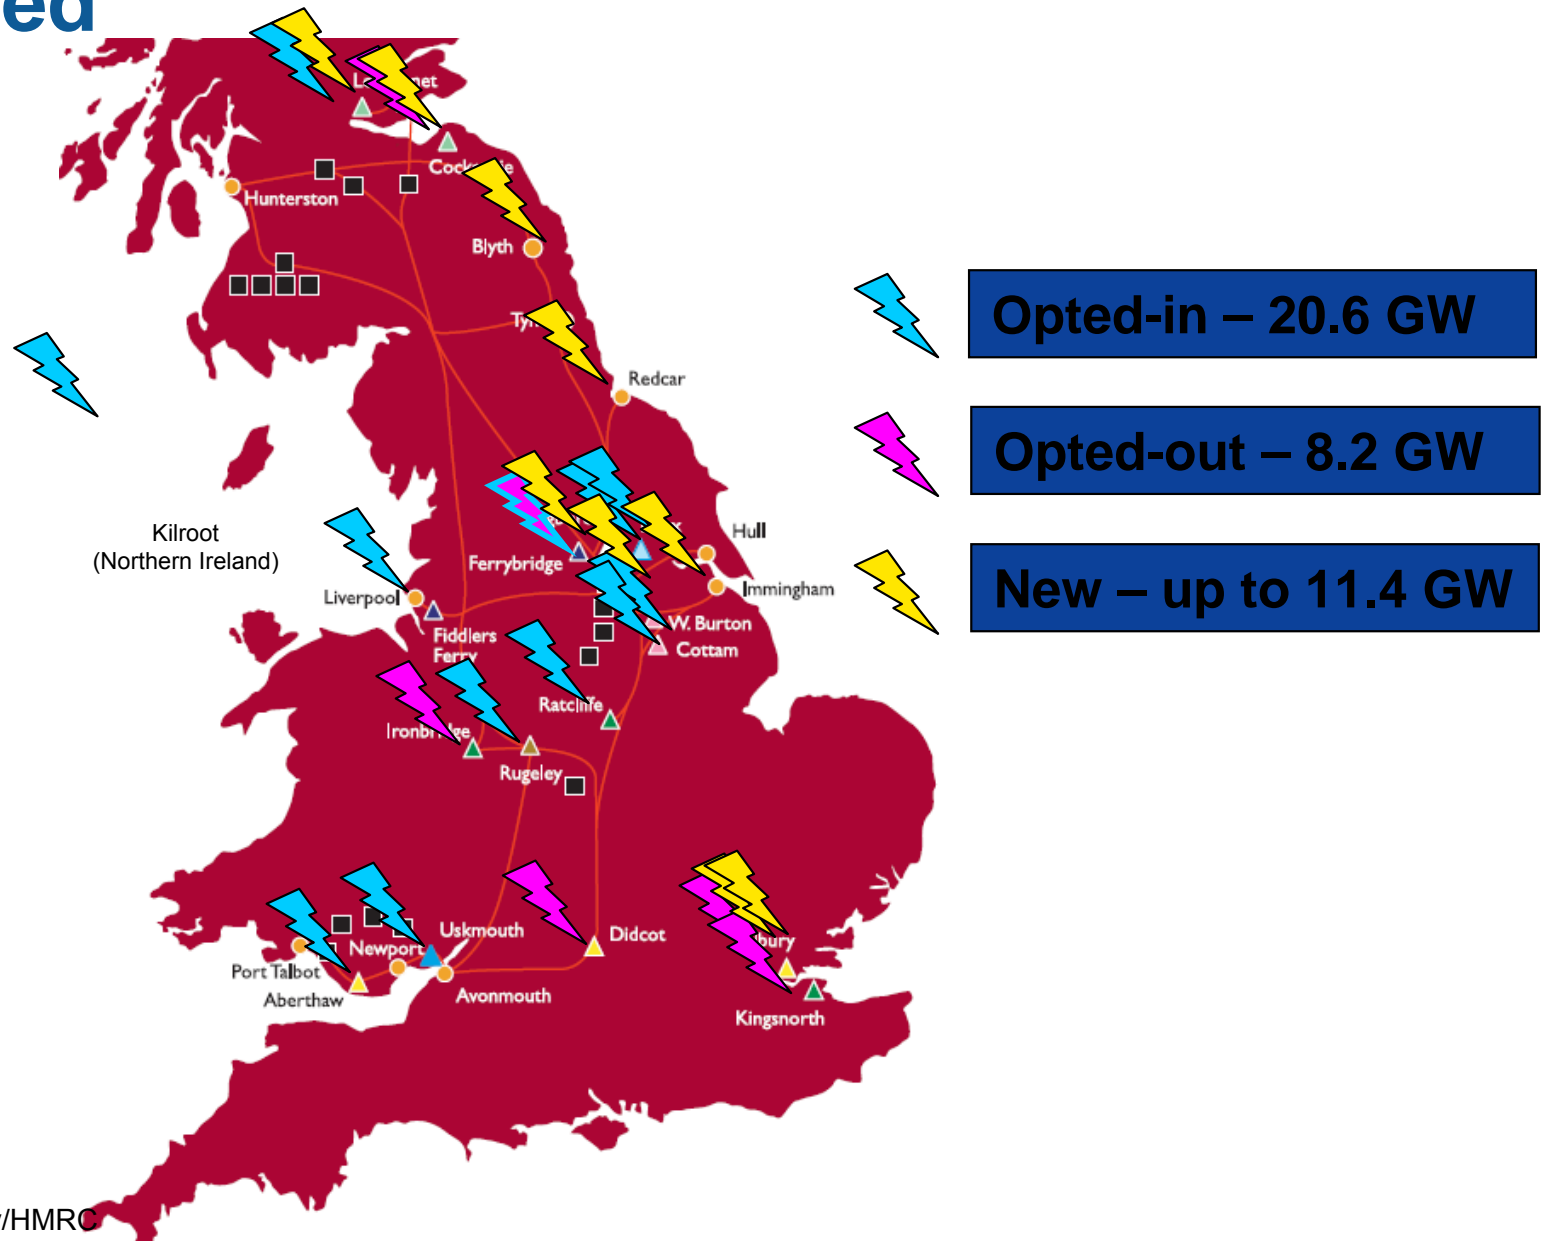 Hunterston
Blyth
Redcar
Opted-in – 20.6 GW
Opted-out – 8.2 GW
New – up to 11.4 GW
Kilroot
(Northern Ireland)
Hull
Ferrybridge
Immingham
Liverpool
W. Burton
Cottam
Fiddlers
Ferry
Ratcliffe
Ironbridge
Rugeley
Uskmouth
Didcot
Newport
Port Talbot
Aberthaw
Avonmouth
Kingsnorth
/HMRC